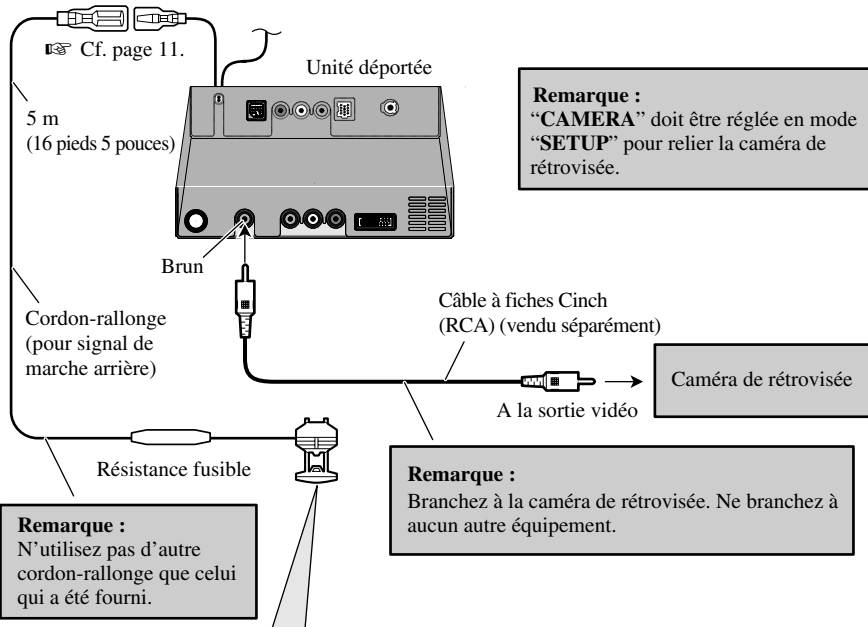 ☞ Cf. page 11.
Unité déportée
5 m
(16 pieds 5 pouces)
Remarque :
“CAMERA” doit être réglée en mode
“SETUP” pour relier la caméra de
rétrovisée.
Brun
Cordon-rallonge
(pour signal de
marche arrière)
Câble à fiches Cinch
(RCA) (vendu séparément)
Caméra de rétrovisée
A la sortie vidéo
Résistance fusible
Remarque :
Branchez à la caméra de rétrovisée. Ne branchez à
aucun autre équipement.
Remarque :
N’utilisez pas d’autre
cordon-rallonge que celui
qui a été fourni.